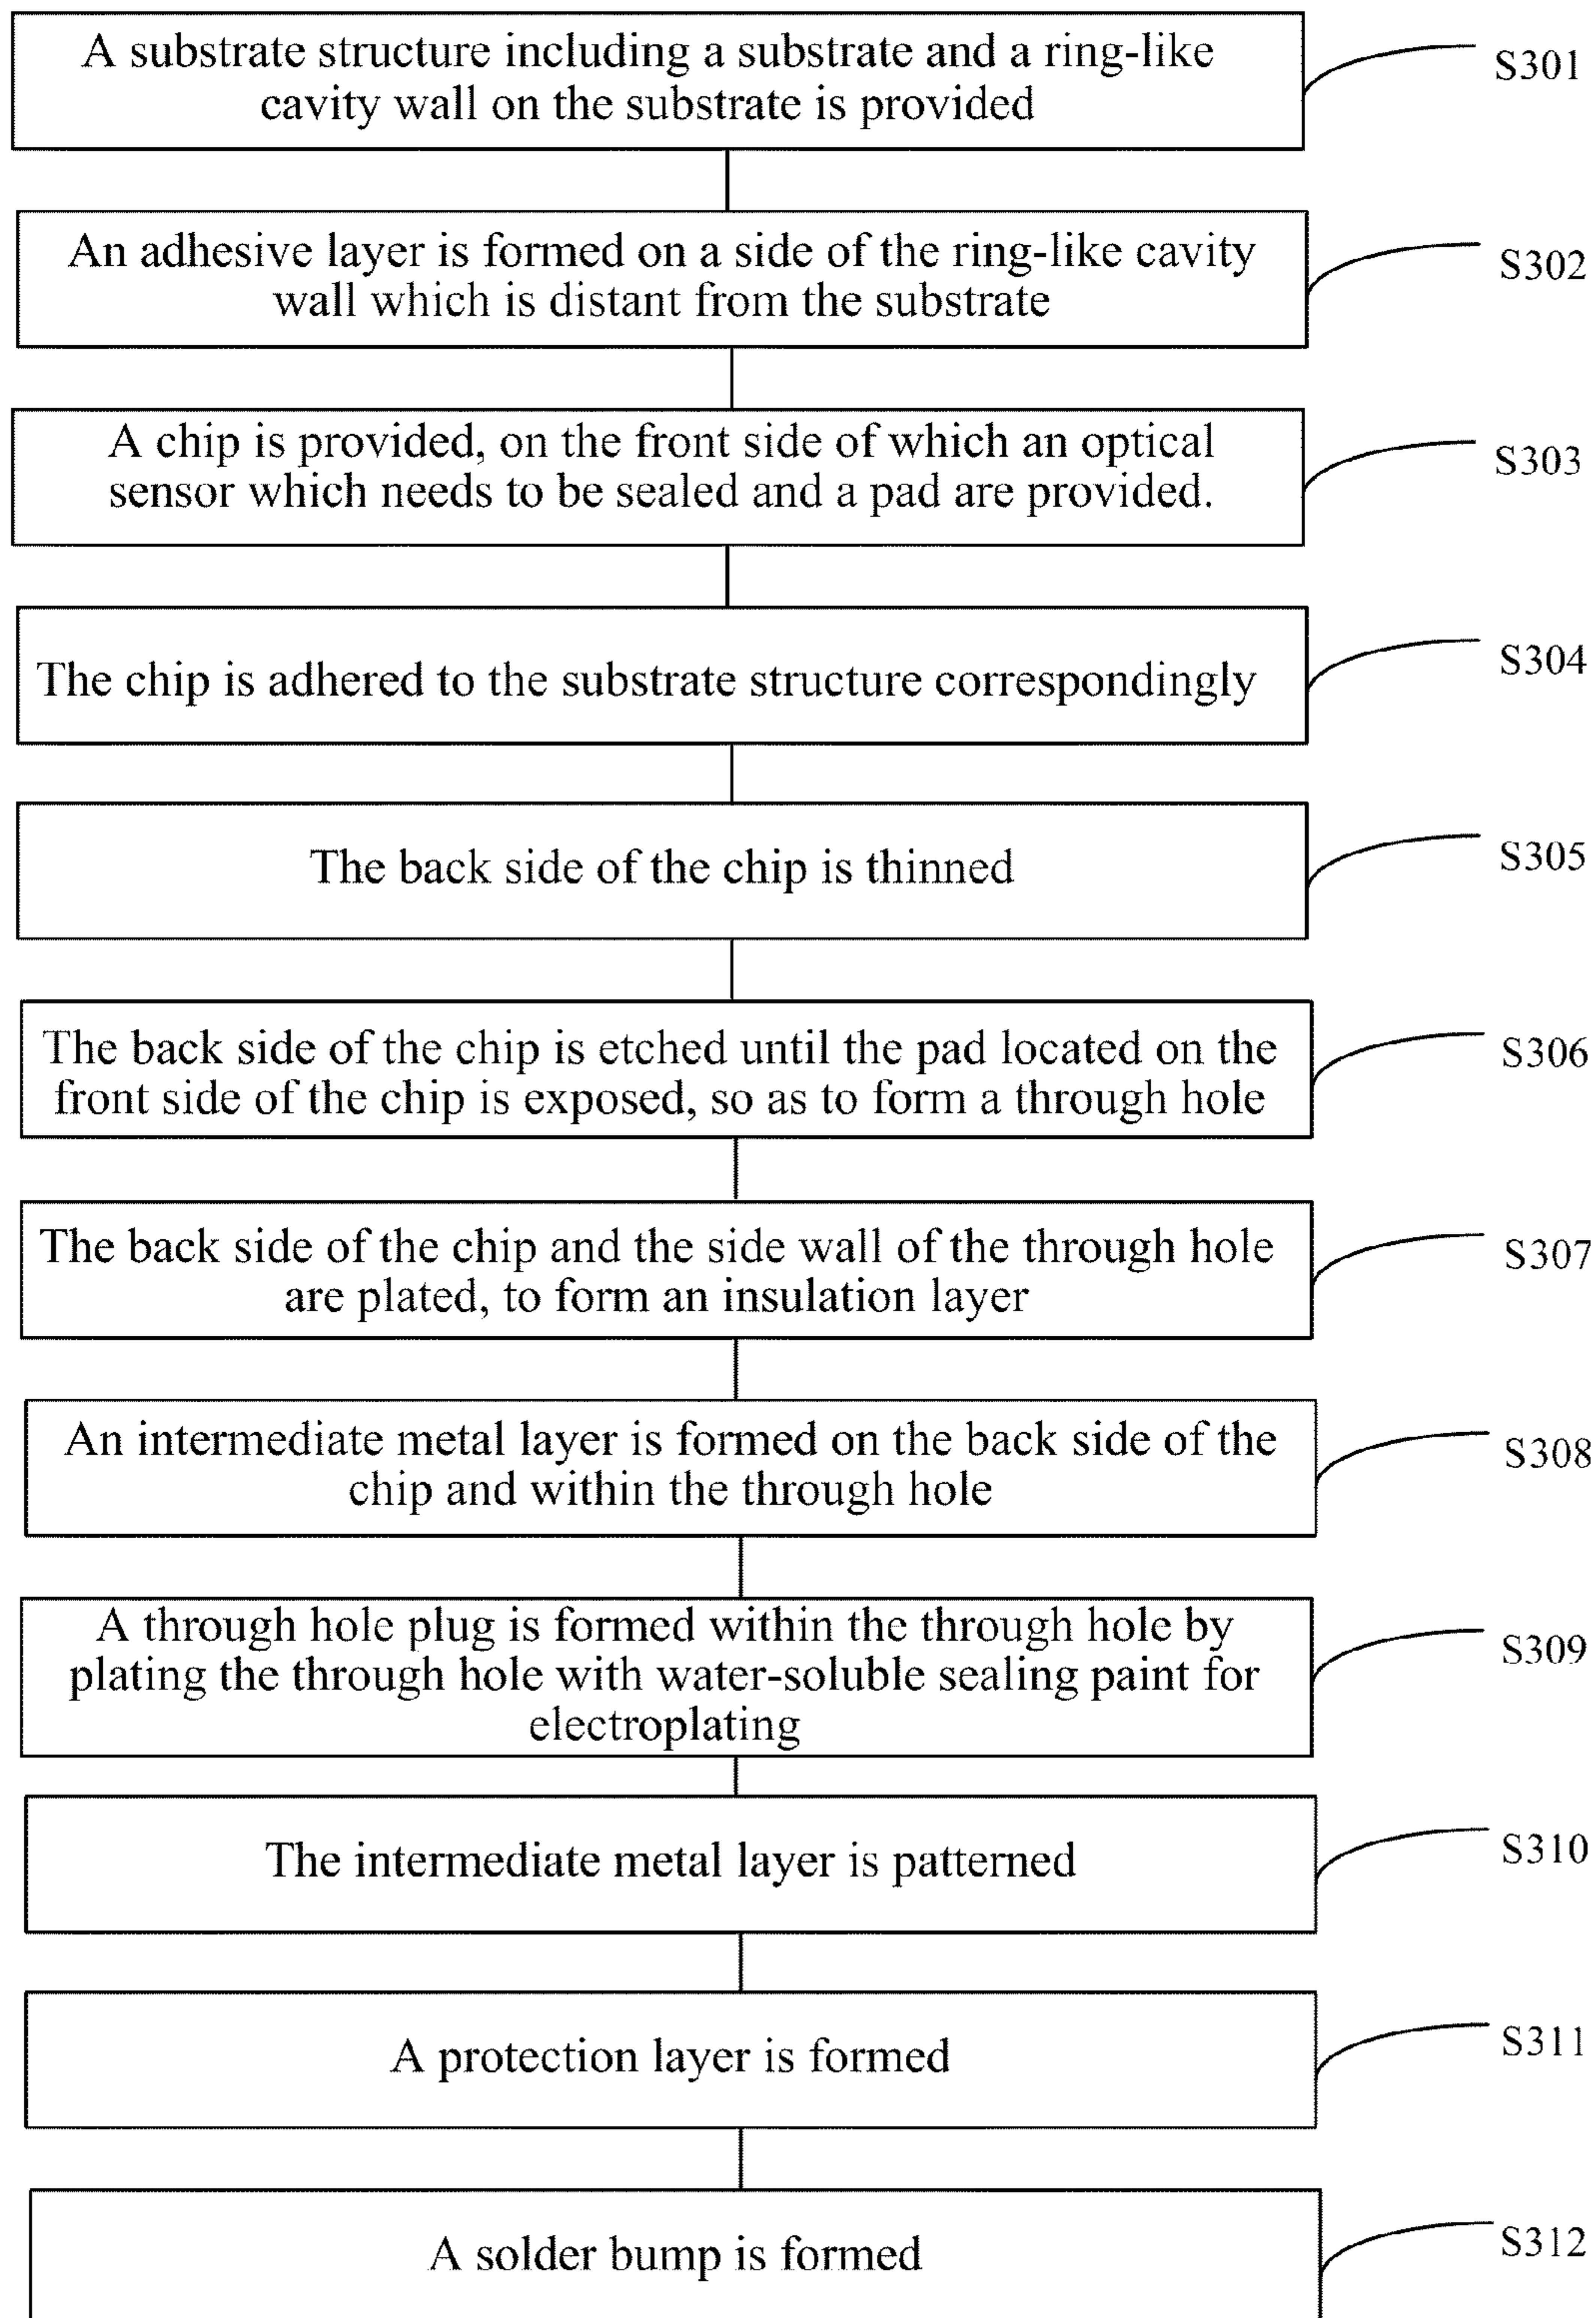 A substrate structure including a substrate and a ring-like
cavity wall on the substrate is provided
S301
An adhesive layer is formed on a side of the ring-like cavity
wall which is distant from the substrate
S302
A chip is provided, on the front side of which an optical
sensor which needs to be sealed and a pad are provided.
S303
The chip is adhered to the substrate structure correspondingly
S304
The back side of the chip is thinned
S305
The back side of the chip is etched until the pad located on the
front side of the chip is exposed, so as to form a through hole
S306
The back side of the chip and the side wall of the through hole
are plated, to form an insulation layer
S307
An intermediate metal layer is formed on the back side of the
chip and within the through hole
S308
A through hole plug is formed within the through hole by
plating the through hole with water-soluble sealing paint for
electroplating
S309
The intermediate metal layer is patterned
S310
A protection layer is formed
S311
A solder bump is formed
S312